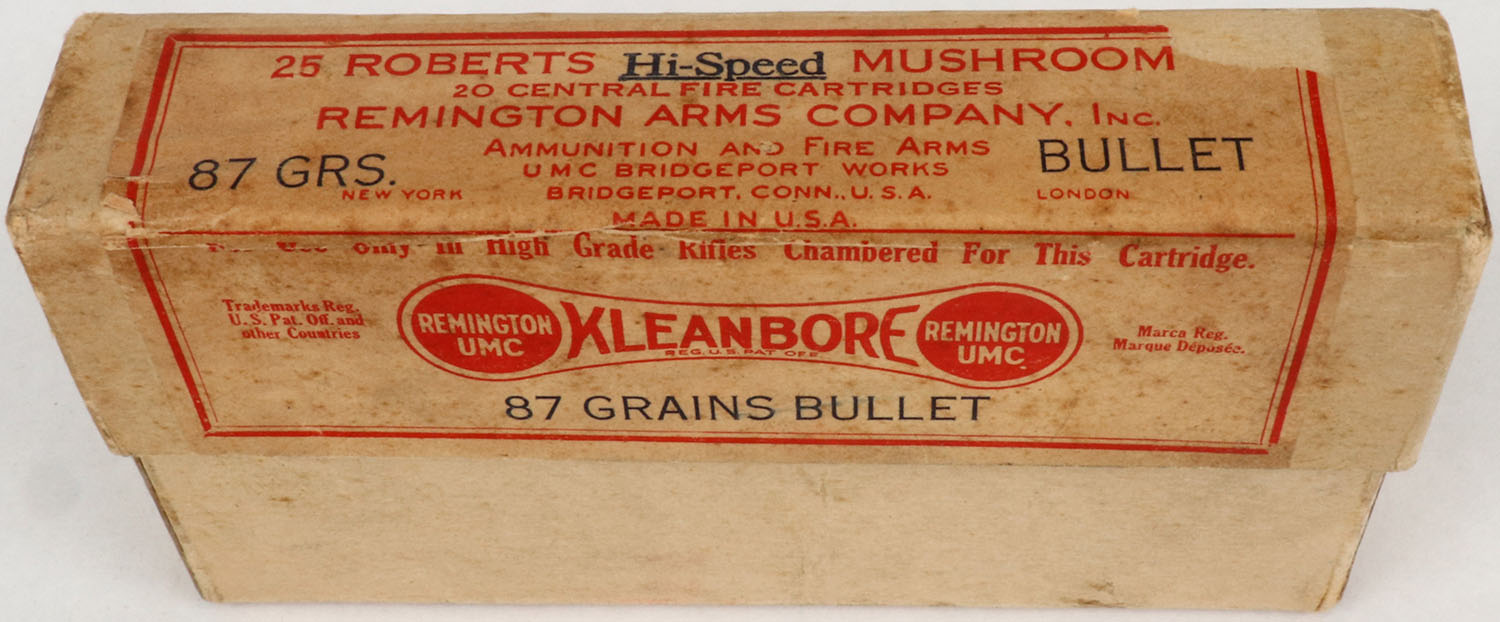 25 ROBERTS Hi-Speed MUSHROOM
20 CENTRAL FIRE CARTRIDGES
REMINGTON ARMS COMPANY, INC.
87 GRS.
AMMUNITION AND FIRE ARMS
BULLET
UMC BRIDGEPORT WORKS
NEW YORK
BRIDGEPORT, CONN., U.S.A.
LONDON
MADE IN U.S.A.
For Use Only In High Grade Rifles Chambered For This Cartridge.
Trademarks Reg.
U.S. Pat. Off. and
other Countries
REMINGTON
UMC
KLEANBORE
REG. U.S. PAT. OFF.
REMINGTON
UMC
Marca Reg.
Marque Déposée.
87 GRAINS BULLET